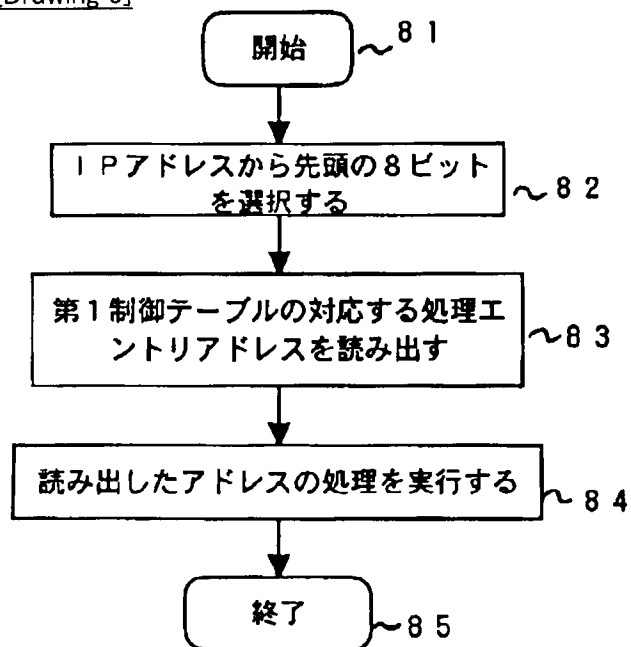 開始
81
IPアドレスから先頭の8ビット
を選択する
82
第1制御テーブルの対応する処理エ
ントリアドレスを読み出す
83
読み出したアドレスの処理を実行する
84
終了
85